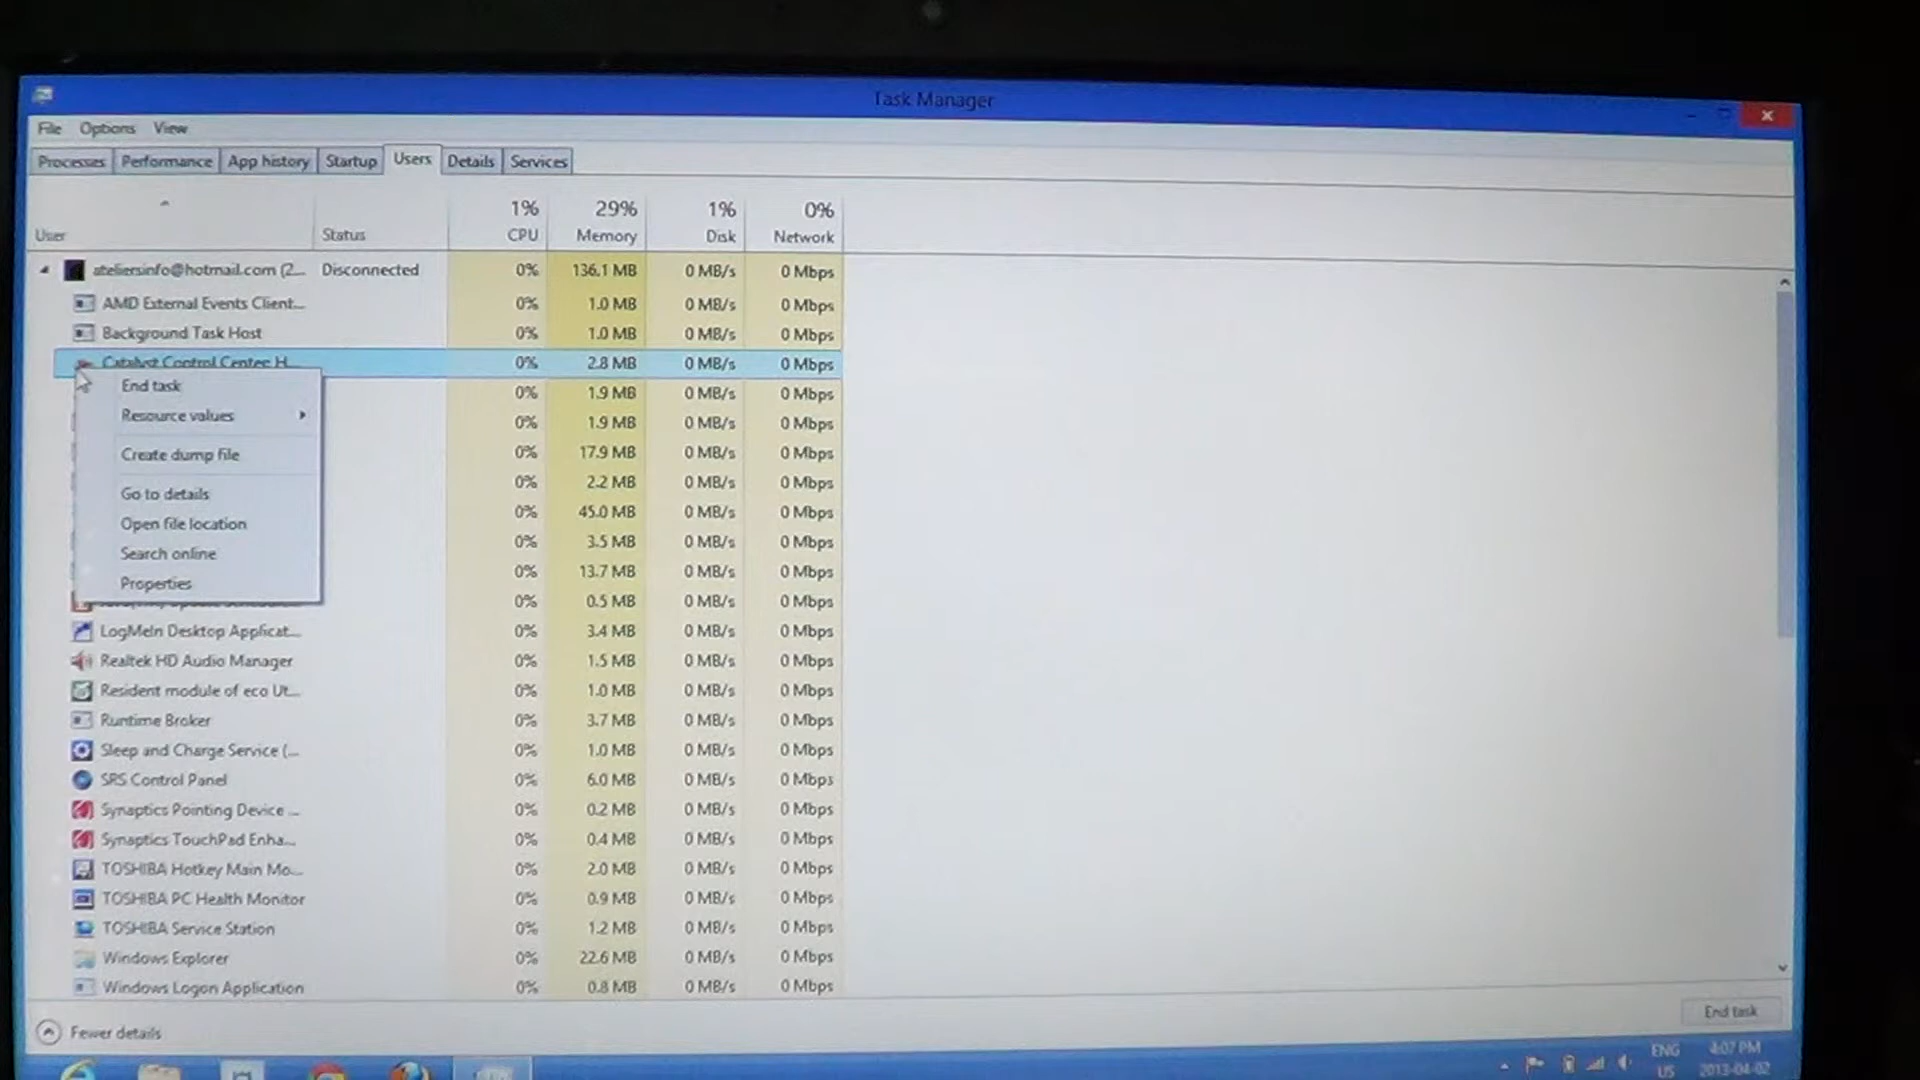 Task Manager
File Options View
Processes Performance App history Startup Users Details Services
1% 29% 1% 0%
User Status CPU Memory Disk Network
ateliersinfo@hotmail.com (2... Disconnected 0% 136.1 MB 0 MB/s 0 Mbps
AMD External Events Client... 0% 1.0 MB 0 MB/s 0 Mbps
Background Task Host 0% 1.0 MB 0 MB/s 0 Mbps
Catalyst Control Center H... 0% 2.8 MB 0 MB/s 0 Mbps
End task 0% 1.9 MB 0 MB/s 0 Mbps
Resource values 0% 1.9 MB 0 MB/s 0 Mbps
Create dump file 0% 17.9 MB 0 MB/s 0 Mbps
0% 2.2 MB 0 MB/s 0 Mbps
Go to details 0% 45.0 MB 0 MB/s 0 Mbps
Open file location 0% 3.5 MB 0 MB/s 0 Mbps
Search online 0% 13.7 MB 0 MB/s 0 Mbps
Properties 0% 0.5 MB 0 MB/s 0 Mbps
LogMeIn Desktop Applicat... 0% 3.4 MB 0 MB/s 0 Mbps
Realtek HD Audio Manager 0% 1.5 MB 0 MB/s 0 Mbps
Resident module of eco Ut... 0% 1.0 MB 0 MB/s 0 Mbps
Runtime Broker 0% 3.7 MB 0 MB/s 0 Mbps
Sleep and Charge Service (... 0% 1.0 MB 0 MB/s 0 Mbps
SRS Control Panel 0% 6.0 MB 0 MB/s 0 Mbps
Synaptics Pointing Device ... 0% 0.2 MB 0 MB/s 0 Mbps
Synaptics TouchPad Enha... 0% 0.4 MB 0 MB/s 0 Mbps
TOSHIBA Hotkey Main Mo... 0% 2.0 MB 0 MB/s 0 Mbps
TOSHIBA PC Health Monitor 0% 0.9 MB 0 MB/s 0 Mbps
TOSHIBA Service Station 0% 1.2 MB 0 MB/s 0 Mbps
Windows Explorer 0% 22.6 MB 0 MB/s 0 Mbps
Windows Logon Application 0% 0.8 MB 0 MB/s 0 Mbps
Fewer details End task
ENG 4:07 PM
US 2013-04-02